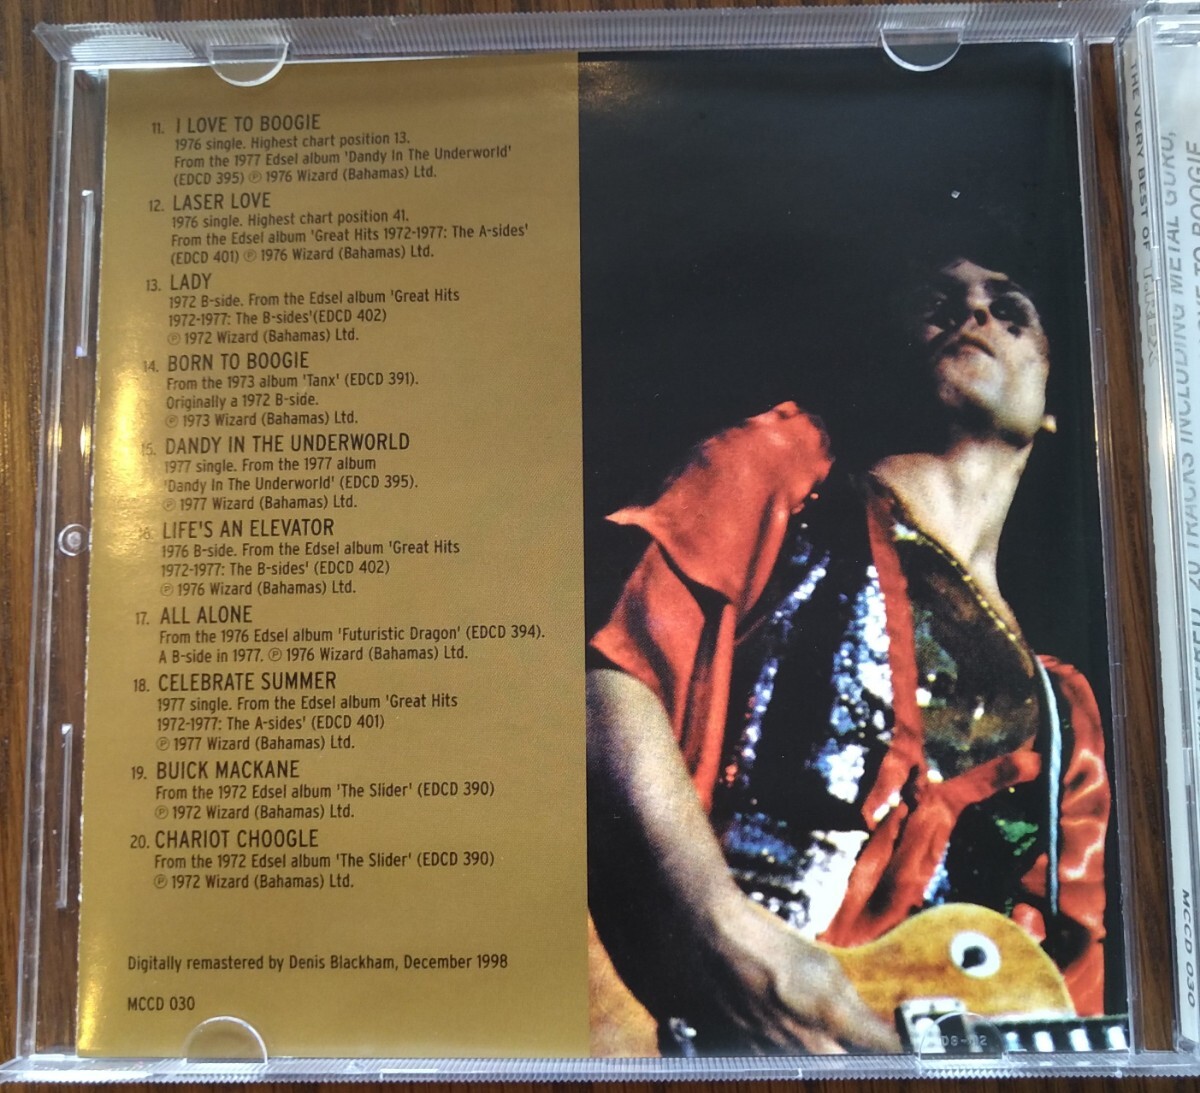 11. I LOVE TO BOOGIE
1976 single. Highest chart position 13.
From the 1977 Edsel album 'Dandy In The Underworld'
(EDCD 395) ℗ 1976 Wizard (Bahamas) Ltd.
12. LASER LOVE
1976 single. Highest chart position 41.
From the Edsel album 'Great Hits 1972-1977: The A-sides'
(EDCD 401) ℗ 1976 Wizard (Bahamas) Ltd.
13. LADY
1972 B-side. From the Edsel album 'Great Hits
1972-1977: The B-sides'(EDCD 402)
℗ 1972 Wizard (Bahamas) Ltd.
14. BORN TO BOOGIE
From the 1973 album 'Tanx' (EDCD 391).
Originally a 1972 B-side.
℗ 1973 Wizard (Bahamas) Ltd.
15. DANDY IN THE UNDERWORLD
1977 single. From the 1977 album
'Dandy In The Underworld' (EDCD 395).
℗ 1977 Wizard (Bahamas) Ltd.
16. LIFE'S AN ELEVATOR
1976 B-side. From the Edsel album 'Great Hits
1972-1977: The B-sides' (EDCD 402)
℗ 1976 Wizard (Bahamas) Ltd.
17. ALL ALONE
From the 1976 Edsel album 'Futuristic Dragon' (EDCD 394).
A B-side in 1977. ℗ 1976 Wizard (Bahamas) Ltd.
18. CELEBRATE SUMMER
1977 single. From the Edsel album 'Great Hits
1972-1977: The A-sides' (EDCD 401)
℗ 1977 Wizard (Bahamas) Ltd.
19. BUICK MACKANE
From the 1972 Edsel album 'The Slider' (EDCD 390)
℗ 1972 Wizard (Bahamas) Ltd.
20. CHARIOT CHOOGLE
From the 1972 Edsel album 'The Slider' (EDCD 390)
℗ 1972 Wizard (Bahamas) Ltd.
Digitally remastered by Denis Blackham, December 1998
MCCD 030
THE VERY BEST OF T.REX
MCCD 030
20 TRACKS INCLUDING METAL GURU,
TO BOOGIE